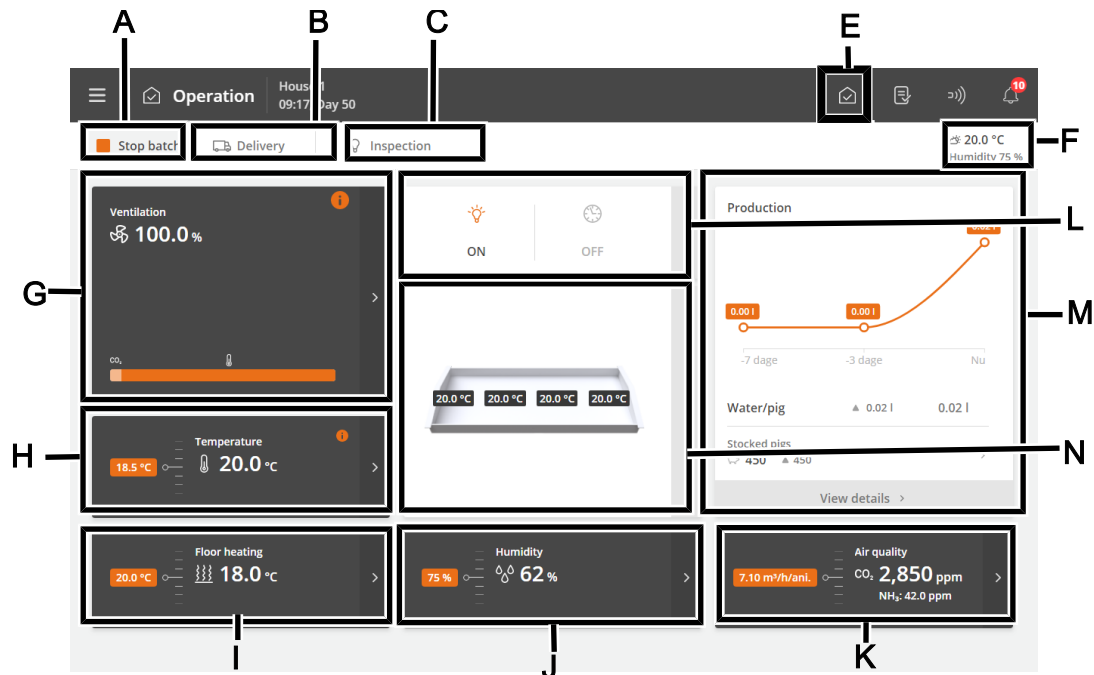 A
B
C
E
Operation
House 1
09:17 Day 50
10
Stop batch
Delivery
Inspection
20.0 °C
Humidity 75 %
F
Ventilation
i
100.0 %
CO₂
G
ON
OFF
L
Production
0.02 l
0.00 l
0.00 l
-7 dage
-3 dage
Nu
M
Water/pig
0.02 l
0.02 l
Stocked pigs
450
450
View details
20.0 °C
20.0 °C
20.0 °C
20.0 °C
N
H
Temperature
i
18.5 °C
20.0 °C
Floor heating
20.0 °C
18.0 °C
Humidity
75 %
62 %
Air quality
7.10 m³/h/ani.
CO₂ 2,850 ppm
NH₃: 42.0 ppm
I
J
K